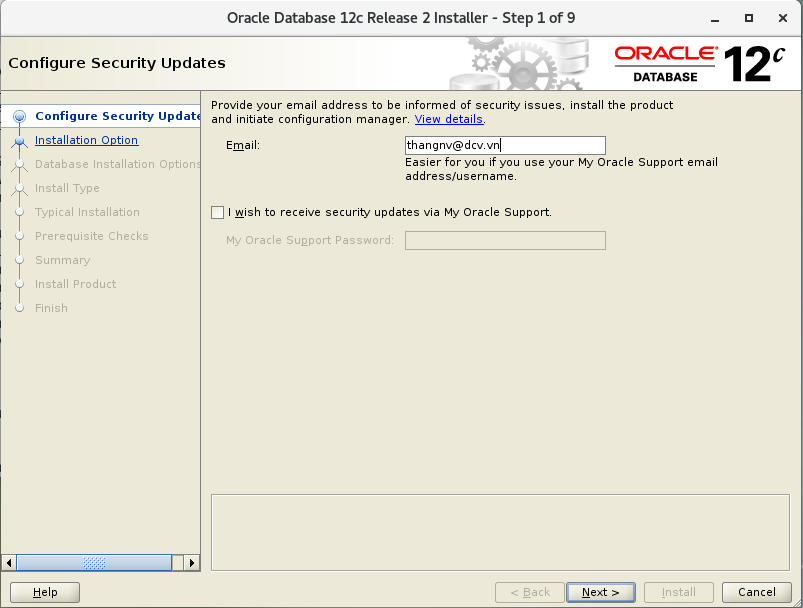 Oracle Database 12c Release 2 Installer - Step 1 of 9
Configure Security Updates
ORACLE
DATABASE
12c
Configure Security Update
Installation Option
Database Installation Options
Install Type
Typical Installation
Prerequisite Checks
Summary
Install Product
Finish
Provide your email address to be informed of security issues, install the product
and initiate configuration manager. View details.
Email:
thangnv@dcv.vn
Easier for you if you use your My Oracle Support email
address/username.
I wish to receive security updates via My Oracle Support.
My Oracle Support Password:
Help
< Back
Next >
Install
Cancel